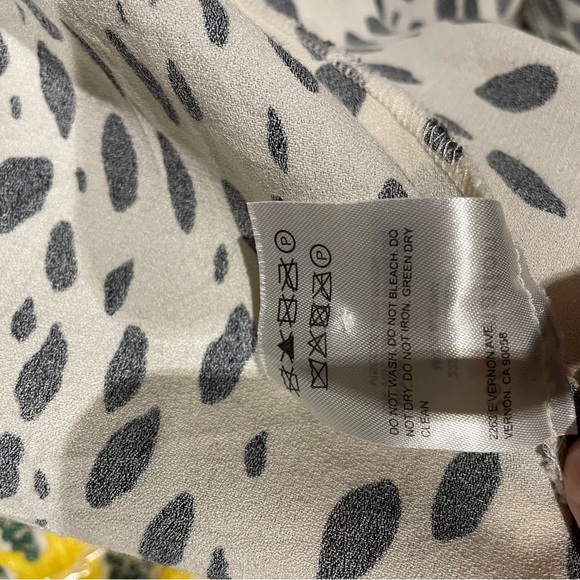 P
P
DO NOT WASH. DO NOT BLEACH. DO
NOT DRY. DO NOT IRON. GREEN DRY
CLEAN
2263 E VERNON AVE.
VERNON, CA 90058